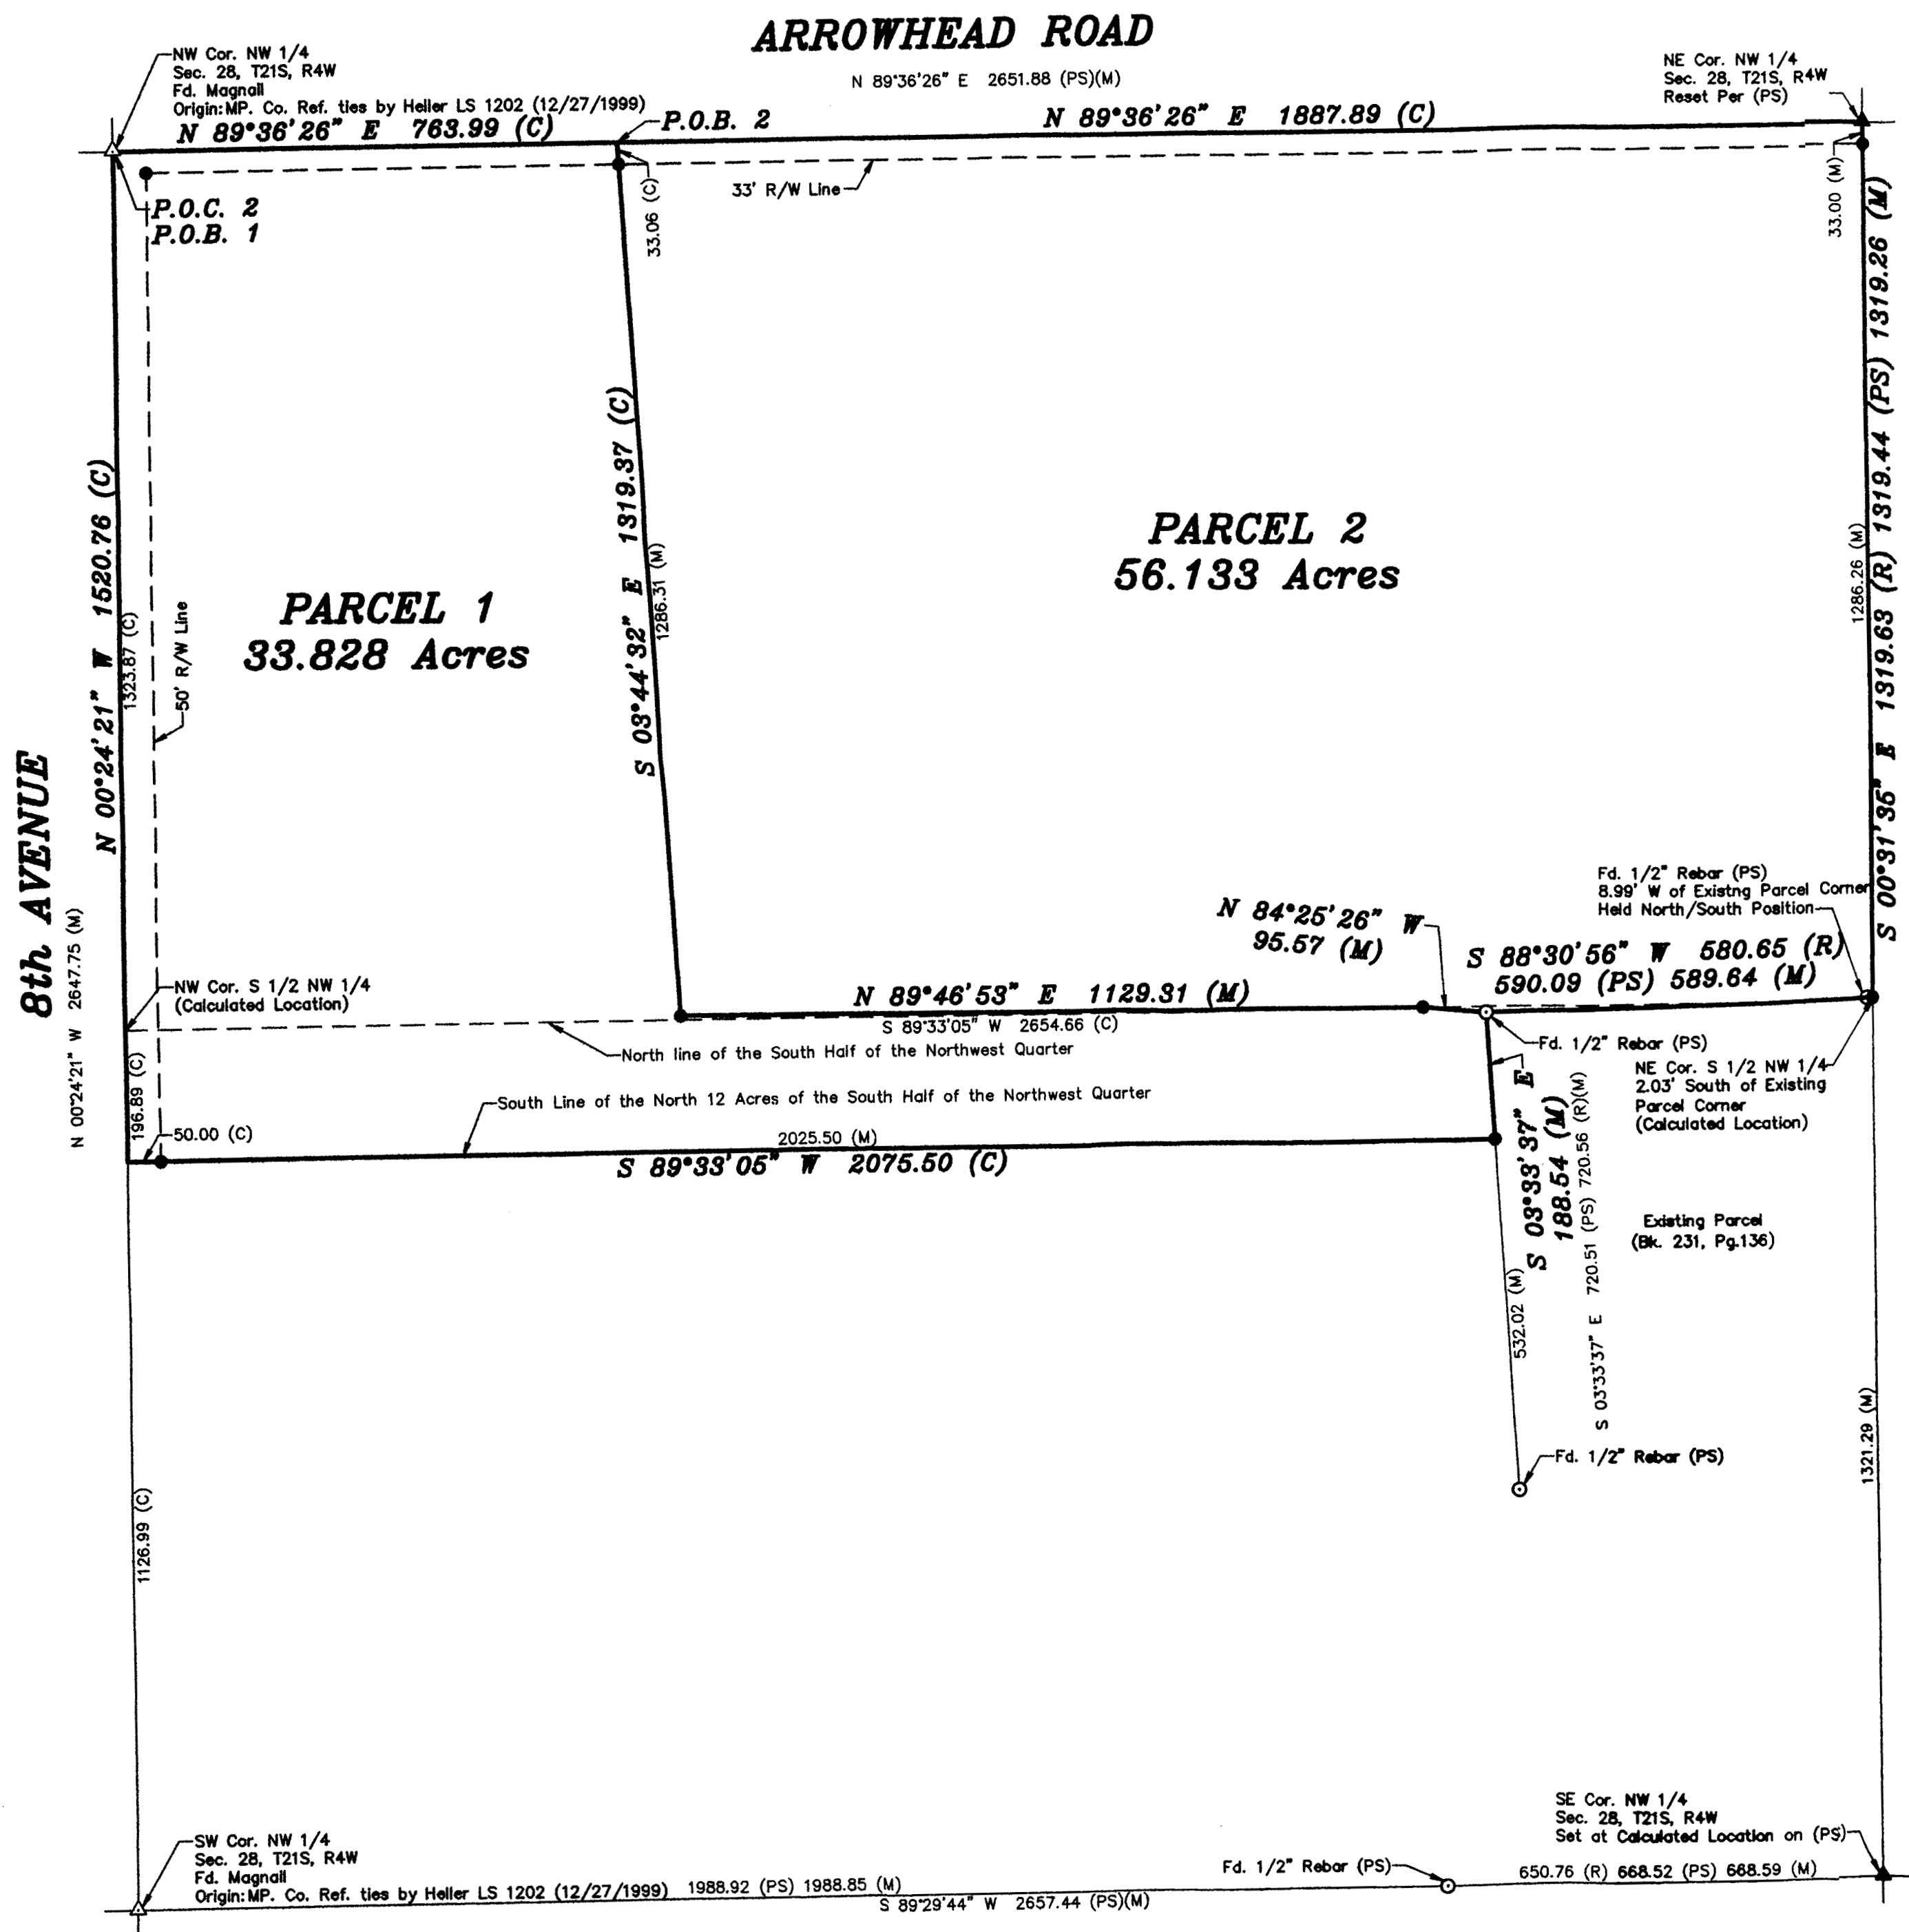 ARROWHEAD ROAD
N 89°36'26" E 2651.88 (PS)(M)
NW Cor. NW 1/4
Sec. 28, T21S, R4W
Fd. Magnail
Origin: MP. Co. Ref. ties by Heller LS 1202 (12/27/1999)
NE Cor. NW 1/4
Sec. 28, T21S, R4W
Reset Per (PS)
N 89°36'26" E 763.99 (C)
P.O.B. 2
N 89°36'26" E 1887.89 (C)
33' R/W Line
33.06 (C)
33.00 (M)
P.O.C. 2
P.O.B. 1
N 00°24'21" W 1520.76 (C)
1323.87 (C)
50' R/W Line
S 03°44'32" E 1319.37 (C)
1286.31 (M)
PARCEL 1
33.828 Acres
PARCEL 2
56.133 Acres
1286.26 (M)
S 00°31'36" E 1319.63 (R) 1319.44 (PS) 1319.26 (M)
8th AVENUE
N 00°24'21" W 2647.75 (M)
Fd. 1/2" Rebar (PS)
8.99' W of Existng Parcel Corner
Held North/South Position
N 84°25'26" W
95.57 (M)
S 88°30'56" W 580.65 (R)
590.09 (PS) 589.64 (M)
NW Cor. S 1/2 NW 1/4
(Calculated Location)
N 89°46'53" E 1129.31 (M)
S 89°33'05" W 2654.66 (C)
North line of the South Half of the Northwest Quarter
Fd. 1/2" Rebar (PS)
NE Cor. S 1/2 NW 1/4
2.03' South of Existing
Parcel Corner
(Calculated Location)
196.89 (C)
50.00 (C)
South Line of the North 12 Acres of the South Half of the Northwest Quarter
2025.50 (M)
S 89°33'05" W 2075.50 (C)
S 03°33'37" E
188.54 (M)
S 03°33'37" E 720.51 (PS) 720.56 (R)(M)
532.02 (M)
Existing Parcel
(Bk. 231, Pg.136)
Fd. 1/2" Rebar (PS)
1126.99 (C)
1321.29 (M)
SW Cor. NW 1/4
Sec. 28, T21S, R4W
Fd. Magnail
Origin: MP. Co. Ref. ties by Heller LS 1202 (12/27/1999)
1988.92 (PS) 1988.85 (M)
S 89°29'44" W 2657.44 (PS)(M)
Fd. 1/2" Rebar (PS)
SE Cor. NW 1/4
Sec. 28, T21S, R4W
Set at Calculated Location on (PS)
650.76 (R) 668.52 (PS) 668.59 (M)